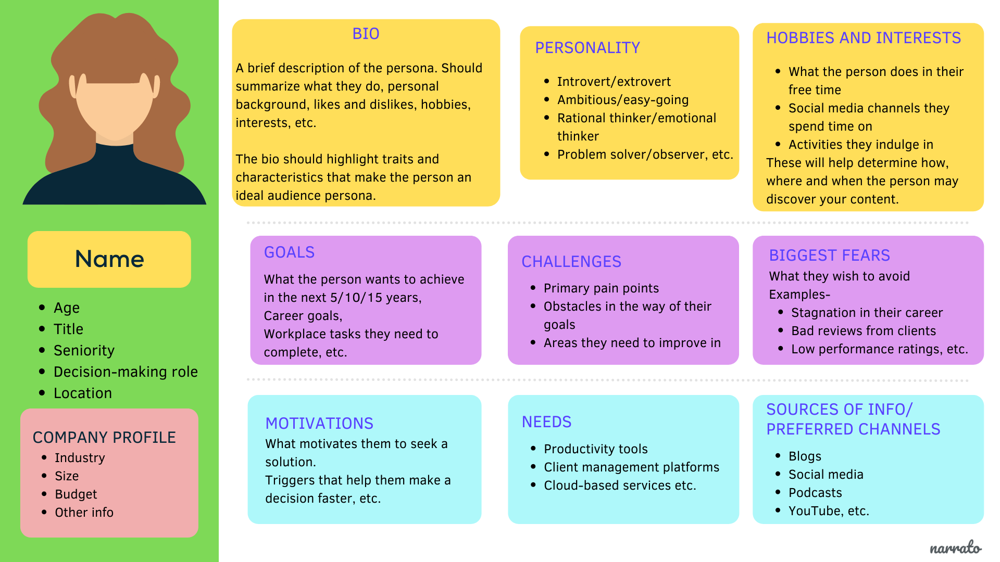 Name
• Age
• Title
• Seniority
• Decision-making role
• Location
COMPANY PROFILE
• Industry
• Size
• Budget
• Other info
BIO
A brief description of the persona. Should
summarize what they do, personal
background, likes and dislikes, hobbies,
interests, etc.
The bio should highlight traits and
characteristics that make the person an
ideal audience persona.
PERSONALITY
• Introvert/extrovert
• Ambitious/easy-going
• Rational thinker/emotional
thinker
• Problem solver/observer, etc.
HOBBIES AND INTERESTS
• What the person does in their
free time
• Social media channels they
spend time on
• Activities they indulge in
These will help determine how,
where and when the person may
discover your content.
GOALS
What the person wants to achieve
in the next 5/10/15 years,
Career goals,
Workplace tasks they need to
complete, etc.
CHALLENGES
• Primary pain points
• Obstacles in the way of their
goals
• Areas they need to improve in
BIGGEST FEARS
What they wish to avoid
Examples-
• Stagnation in their career
• Bad reviews from clients
• Low performance ratings, etc.
MOTIVATIONS
What motivates them to seek a
solution.
Triggers that help them make a
decision faster, etc.
NEEDS
• Productivity tools
• Client management platforms
• Cloud-based services etc.
SOURCES OF INFO/
PREFERRED CHANNELS
• Blogs
• Social media
• Podcasts
• YouTube, etc.
narrato